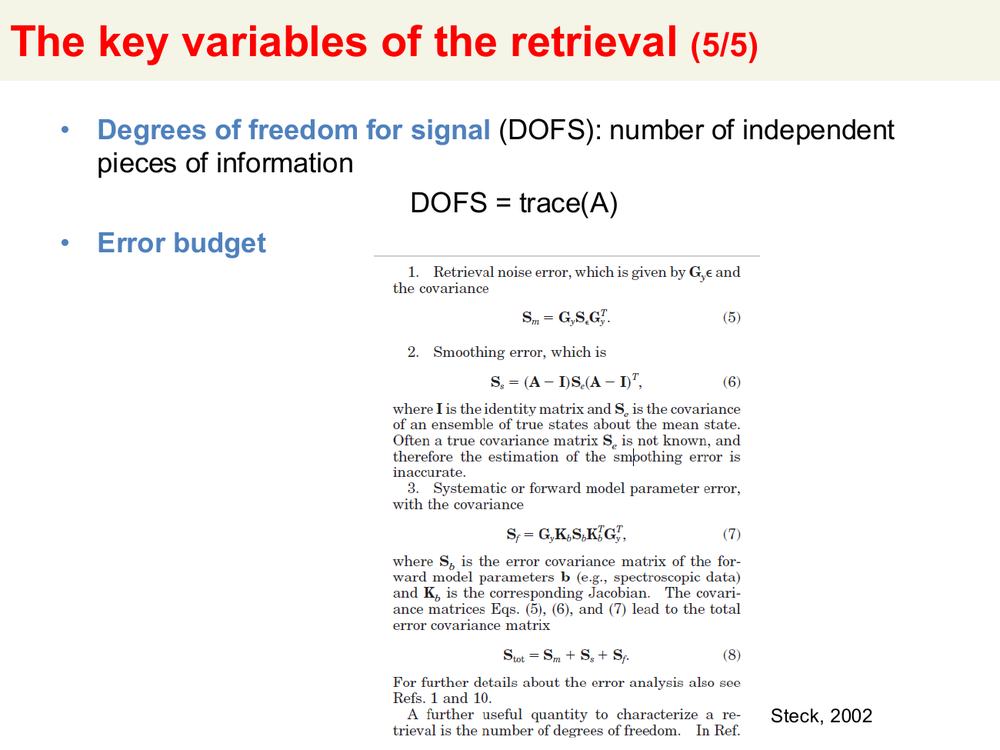 The key variables of the retrieval (5/5)
• Degrees of freedom for signal (DOFS): number of independent
pieces of information
DOFS = trace(A)
• Error budget
1. Retrieval noise error, which is given by G_yϵ and
the covariance
S_m = G_yS_ϵG_y^T. (5)
2. Smoothing error, which is
S_s = (A − I)S_e(A − I)^T, (6)
where I is the identity matrix and S_e is the covariance
of an ensemble of true states about the mean state.
Often a true covariance matrix S_e is not known, and
therefore the estimation of the smoothing error is
inaccurate.
3. Systematic or forward model parameter error,
with the covariance
S_f = G_yK_bS_bK_b^TG_y^T, (7)
where S_b is the error covariance matrix of the for-
ward model parameters b (e.g., spectroscopic data)
and K_b is the corresponding Jacobian. The covari-
ance matrices Eqs. (5), (6), and (7) lead to the total
error covariance matrix
S_tot = S_m + S_s + S_f. (8)
For further details about the error analysis also see
Refs. 1 and 10.
A further useful quantity to characterize a re-
trieval is the number of degrees of freedom. In Ref.
Steck, 2002